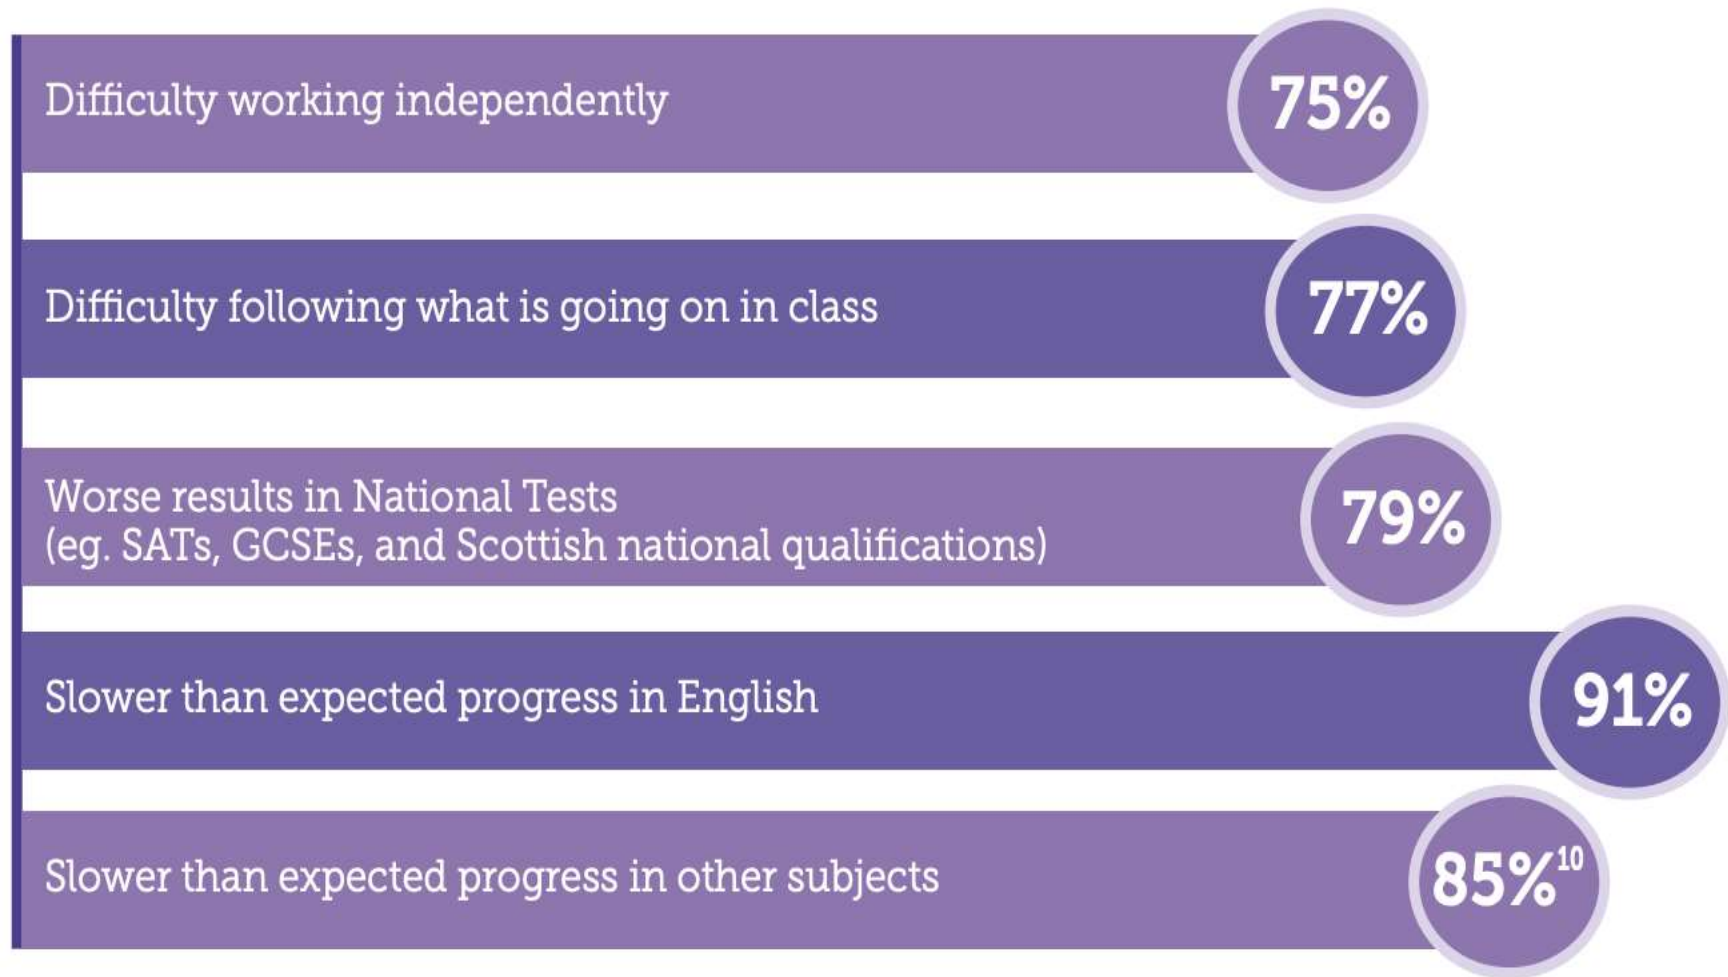 Difficulty working independently
75%
Difficulty following what is going on in class
77%
Worse results in National Tests
(eg. SATs, GCSEs, and Scottish national qualifications)
79%
Slower than expected progress in English
91%
Slower than expected progress in other subjects
85%¹⁰